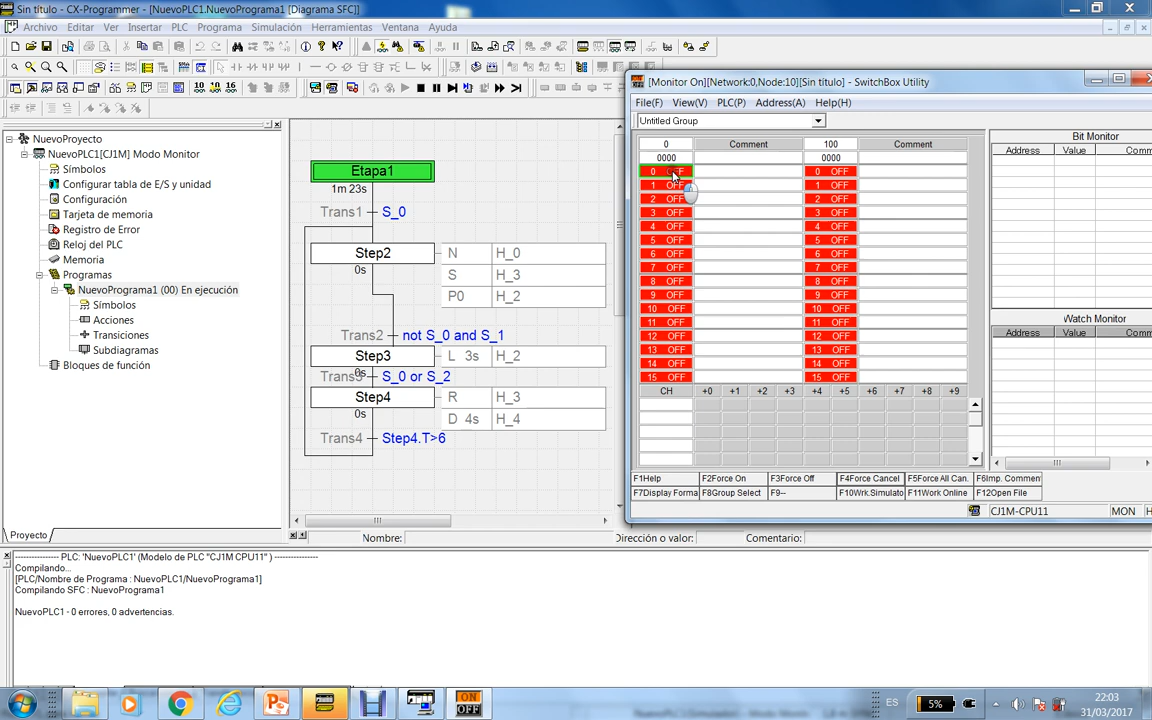 Sin título - CX-Programmer - [NuevoPLC1.NuevoPrograma1 [Diagrama SFC]]
Archivo Editar Ver Insertar PLC Programa Simulación Herramientas Ventana Ayuda
NuevoProyecto
NuevoPLC1[CJ1M] Modo Monitor
Símbolos
Configurar tabla de E/S y unidad
Configuración
Tarjeta de memoria
Registro de Error
Reloj del PLC
Memoria
Programas
NuevoPrograma1 (00) En ejecución
Símbolos
Acciones
Transiciones
Subdiagramas
Bloques de función
Proyecto
Etapa1
1m 23s
Trans1 S_0
Step2 N H_0
0s S H_3
P0 H_2
Trans2 not S_0 and S_1
Step3 L 3s H_2
0s
Trans3 S_0 or S_2
Step4 R H_3
0s D 4s H_4
Trans4 Step4.T>6
Nombre: Dirección o valor: Comentario:
[Monitor On][Network:0,Node:10][Sin título] - SwitchBox Utility
File(F) View(V) PLC(P) Address(A) Help(H)
Untitled Group
0 Comment 100 Comment
0000 0000
0 OFF 0 OFF
1 OFF 1 OFF
2 OFF 2 OFF
3 OFF 3 OFF
4 OFF 4 OFF
5 OFF 5 OFF
6 OFF 6 OFF
7 OFF 7 OFF
8 OFF 8 OFF
9 OFF 9 OFF
10 OFF 10 OFF
11 OFF 11 OFF
12 OFF 12 OFF
13 OFF 13 OFF
14 OFF 14 OFF
15 OFF 15 OFF
CH +0 +1 +2 +3 +4 +5 +6 +7 +8 +9
Bit Monitor
Address Value Comm
Watch Monitor
Address Value Comm
F1Help F2Force On F3Force Off F4Force Cancel F5Force All Can. F6Imp. Commen
F7Display Forma F8Group Select F9-- F10Wrk.Simulato F11Work Online F12Open File
CJ1M-CPU11 MON
---------------- PLC: 'NuevoPLC1' (Modelo de PLC "CJ1M CPU11" ) ----------------
Compilando...
[PLC/Nombre de Programa : NuevoPLC1/NuevoPrograma1]
Compilando SFC : NuevoPrograma1
NuevoPLC1 - 0 errores, 0 advertencias.
ON
OFF
ES 5% 22:03
31/03/2017